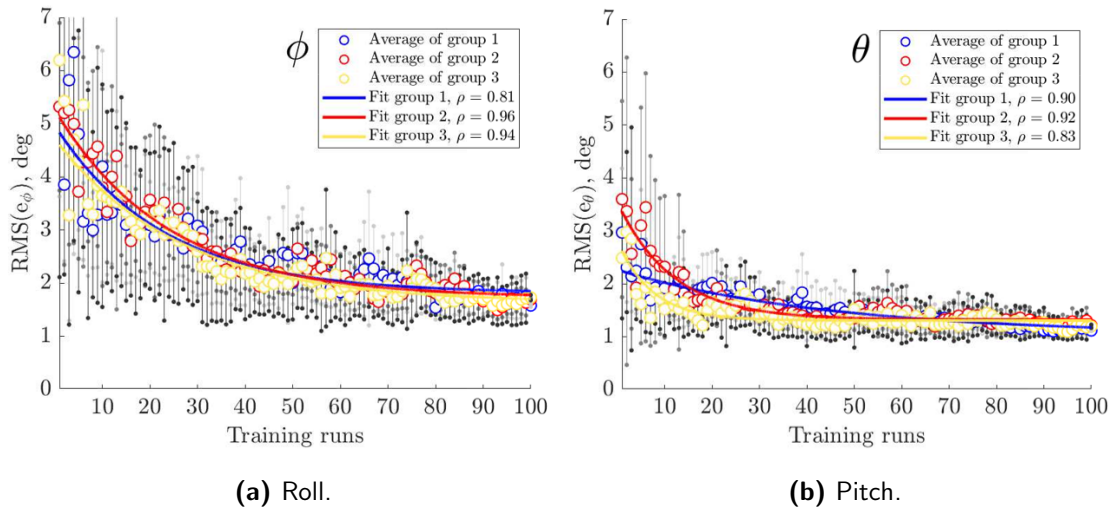 ϕ
Average of group 1
Average of group 2
Average of group 3
Fit group 1, ρ = 0.81
Fit group 2, ρ = 0.96
Fit group 3, ρ = 0.94
RMS(e_ϕ), deg
7
6
5
4
3
2
1
0
10 20 30 40 50 60 70 80 90 100
Training runs
(a) Roll.
θ
Average of group 1
Average of group 2
Average of group 3
Fit group 1, ρ = 0.90
Fit group 2, ρ = 0.92
Fit group 3, ρ = 0.83
RMS(e_θ), deg
7
6
5
4
3
2
1
0
10 20 30 40 50 60 70 80 90 100
Training runs
(b) Pitch.